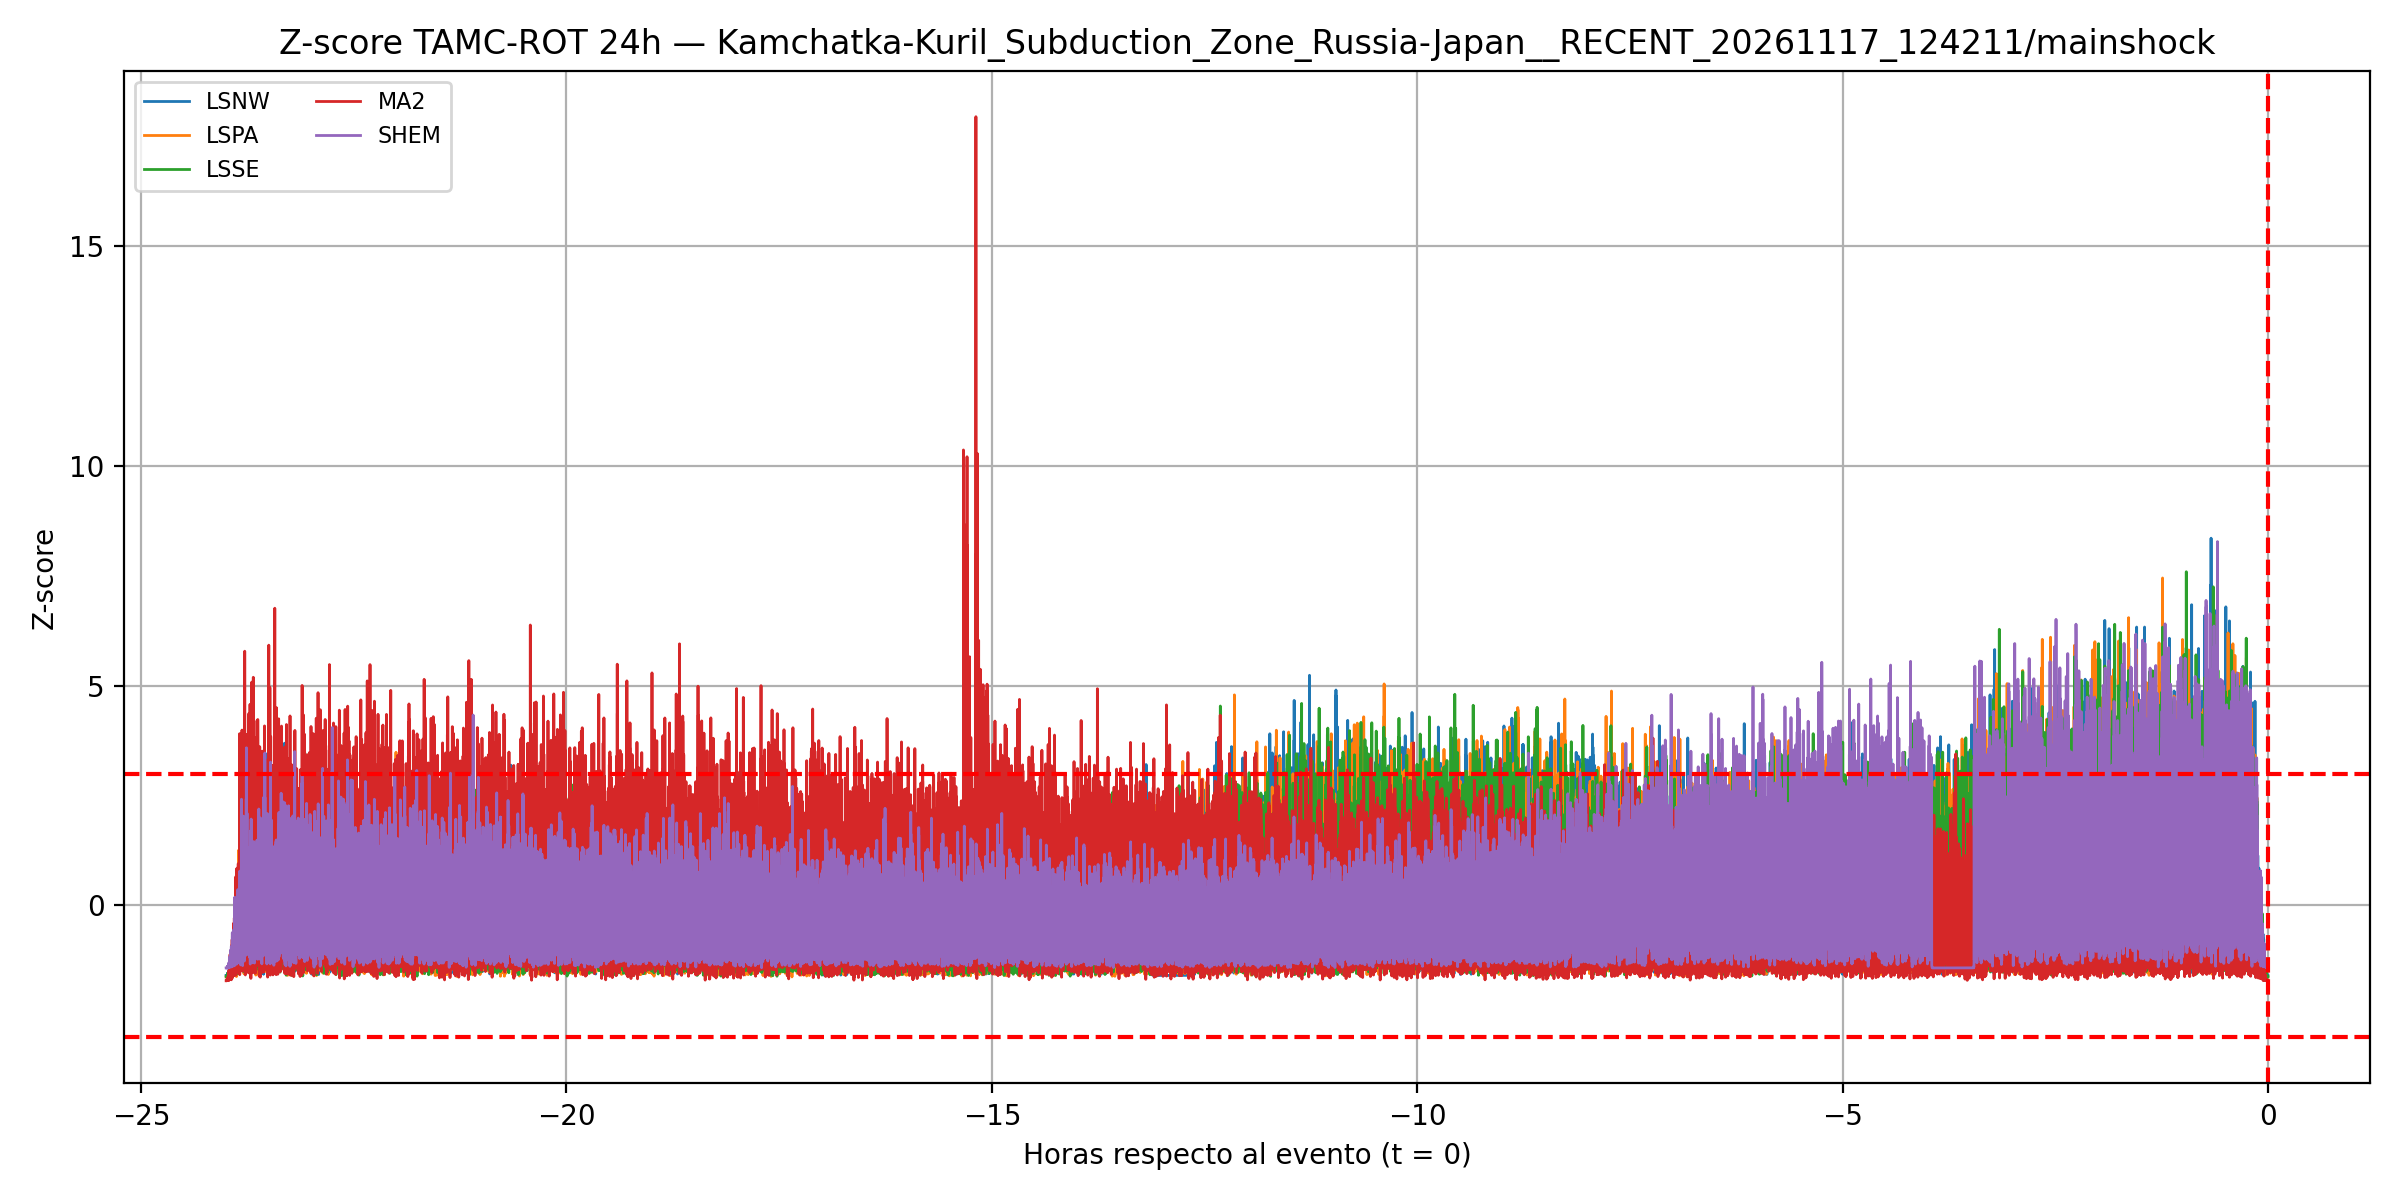 Z-score TAMC-ROT 24h — Kamchatka-Kuril_Subduction_Zone_Russia-Japan__RECENT_20261117_124211/mainshock
LSNW
LSPA
LSSE
MA2
SHEM
Z-score
15
10
5
0
−25
−20
−15
−10
−5
0
Horas respecto al evento (t = 0)